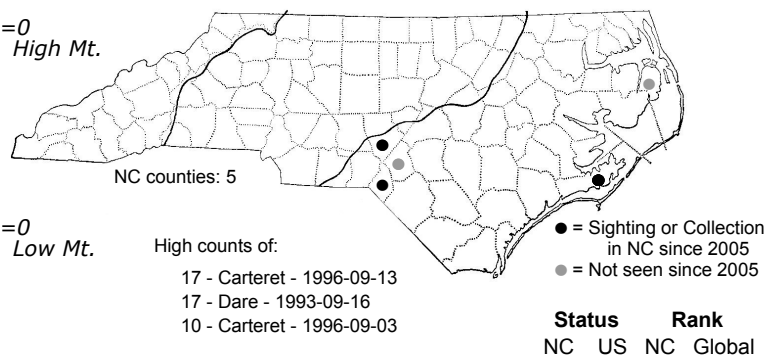 =0
High Mt.
NC counties: 5
=0
Low Mt.
High counts of:
17 - Carteret - 1996-09-13
17 - Dare - 1993-09-16
10 - Carteret - 1996-09-03
● = Sighting or Collection
in NC since 2005
● = Not seen since 2005
Status Rank
NC US NC Global